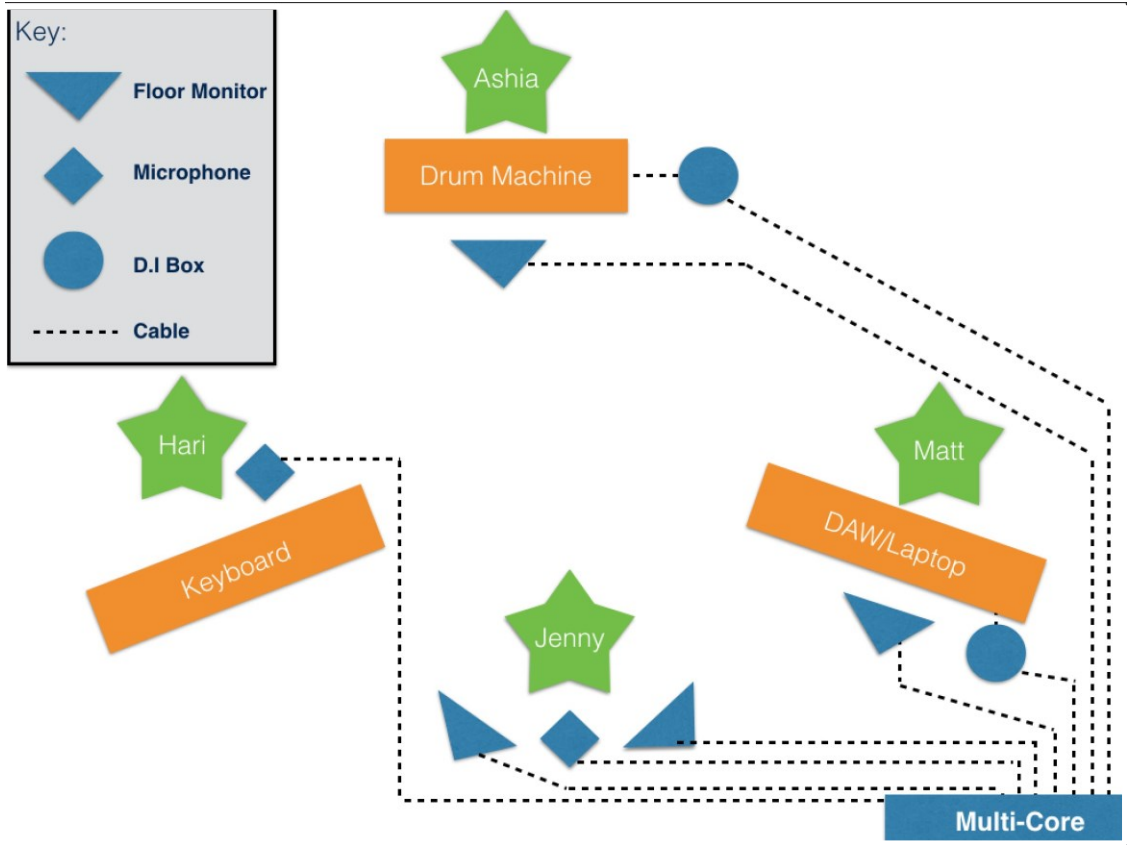 Key:
Floor Monitor
Microphone
D.I Box
Cable
Ashia
Drum Machine
Hari
Keyboard
Matt
DAW/Laptop
Jenny
Multi-Core